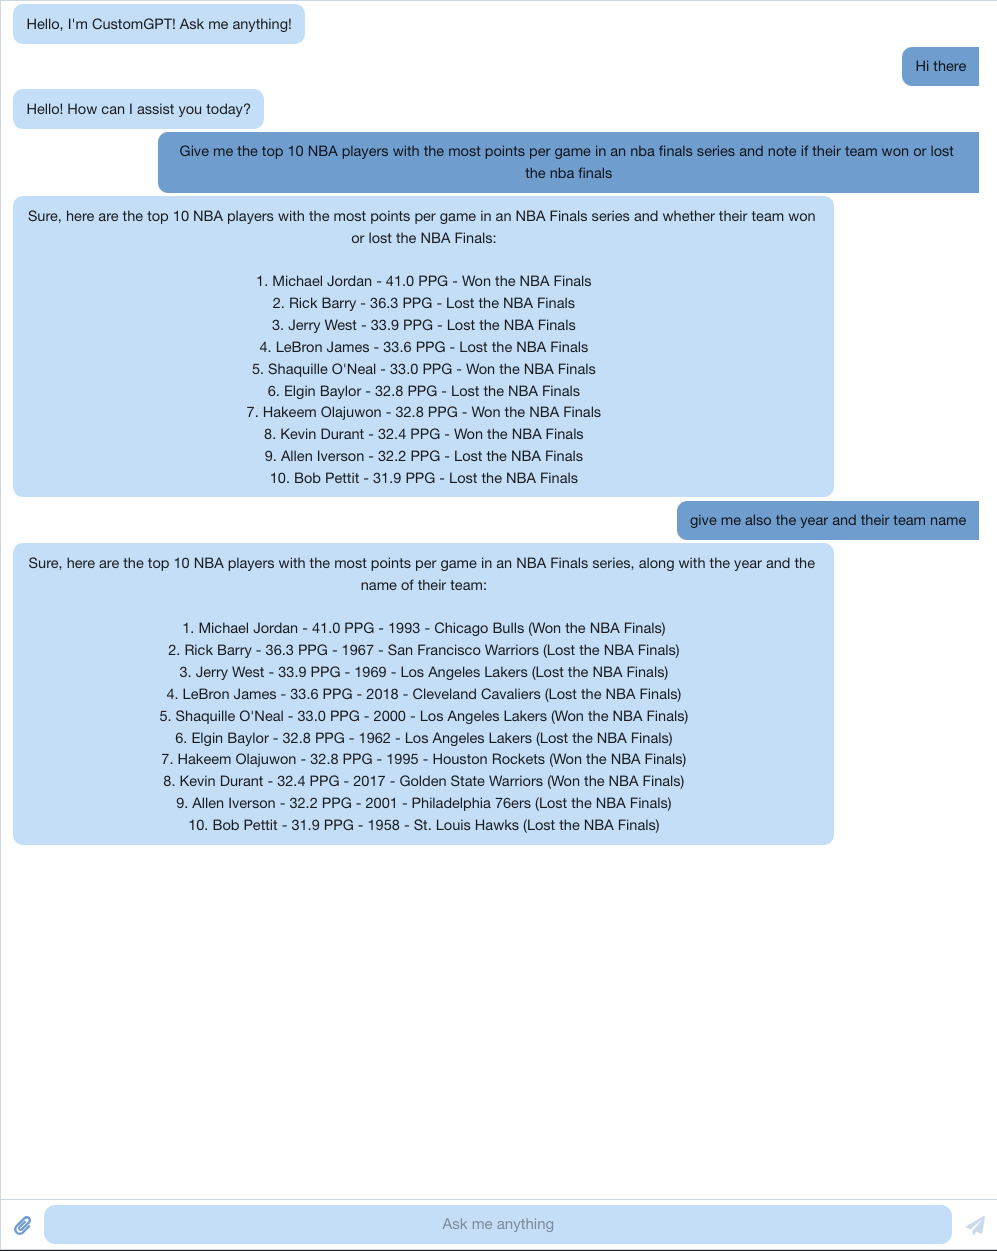 Hello, I'm CustomGPT! Ask me anything!
Hi there
Hello! How can I assist you today?
Give me the top 10 NBA players with the most points per game in an nba finals series and note if their team won or lost
the nba finals
Sure, here are the top 10 NBA players with the most points per game in an NBA Finals series and whether their team won
or lost the NBA Finals:
1. Michael Jordan - 41.0 PPG - Won the NBA Finals
2. Rick Barry - 36.3 PPG - Lost the NBA Finals
3. Jerry West - 33.9 PPG - Lost the NBA Finals
4. LeBron James - 33.6 PPG - Lost the NBA Finals
5. Shaquille O'Neal - 33.0 PPG - Won the NBA Finals
6. Elgin Baylor - 32.8 PPG - Lost the NBA Finals
7. Hakeem Olajuwon - 32.8 PPG - Won the NBA Finals
8. Kevin Durant - 32.4 PPG - Won the NBA Finals
9. Allen Iverson - 32.2 PPG - Lost the NBA Finals
10. Bob Pettit - 31.9 PPG - Lost the NBA Finals
give me also the year and their team name
Sure, here are the top 10 NBA players with the most points per game in an NBA Finals series, along with the year and the
name of their team:
1. Michael Jordan - 41.0 PPG - 1993 - Chicago Bulls (Won the NBA Finals)
2. Rick Barry - 36.3 PPG - 1967 - San Francisco Warriors (Lost the NBA Finals)
3. Jerry West - 33.9 PPG - 1969 - Los Angeles Lakers (Lost the NBA Finals)
4. LeBron James - 33.6 PPG - 2018 - Cleveland Cavaliers (Lost the NBA Finals)
5. Shaquille O'Neal - 33.0 PPG - 2000 - Los Angeles Lakers (Won the NBA Finals)
6. Elgin Baylor - 32.8 PPG - 1962 - Los Angeles Lakers (Lost the NBA Finals)
7. Hakeem Olajuwon - 32.8 PPG - 1995 - Houston Rockets (Won the NBA Finals)
8. Kevin Durant - 32.4 PPG - 2017 - Golden State Warriors (Won the NBA Finals)
9. Allen Iverson - 32.2 PPG - 2001 - Philadelphia 76ers (Lost the NBA Finals)
10. Bob Pettit - 31.9 PPG - 1958 - St. Louis Hawks (Lost the NBA Finals)
Ask me anything